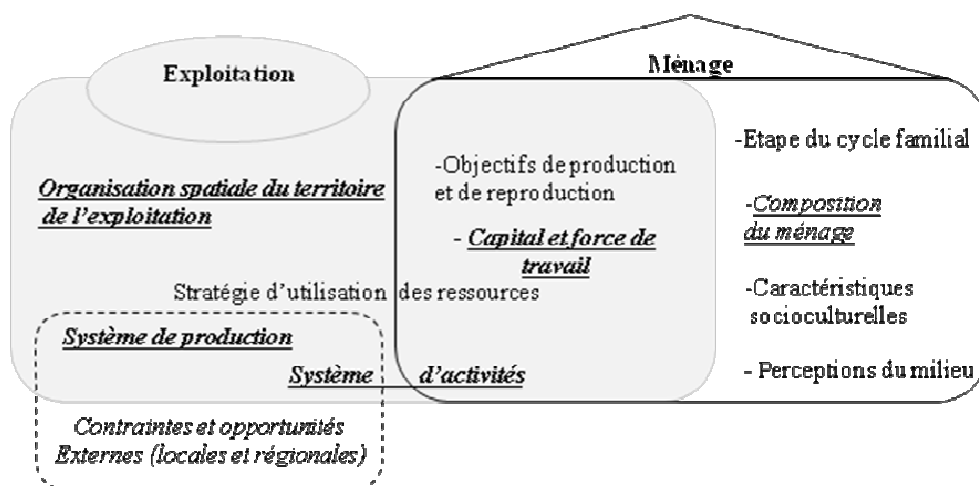 Exploitation
Ménage
Organisation spatiale du territoire
de l'exploitation
-Objectifs de production
et de reproduction
- Capital et force de
travail
Stratégie d'utilisation des ressources
Système de production
Système d'activités
Contraintes et opportunités
Externes (locales et régionales)
-Etape du cycle familial
-Composition
du ménage
-Caractéristiques
socioculturelles
- Perceptions du milieu